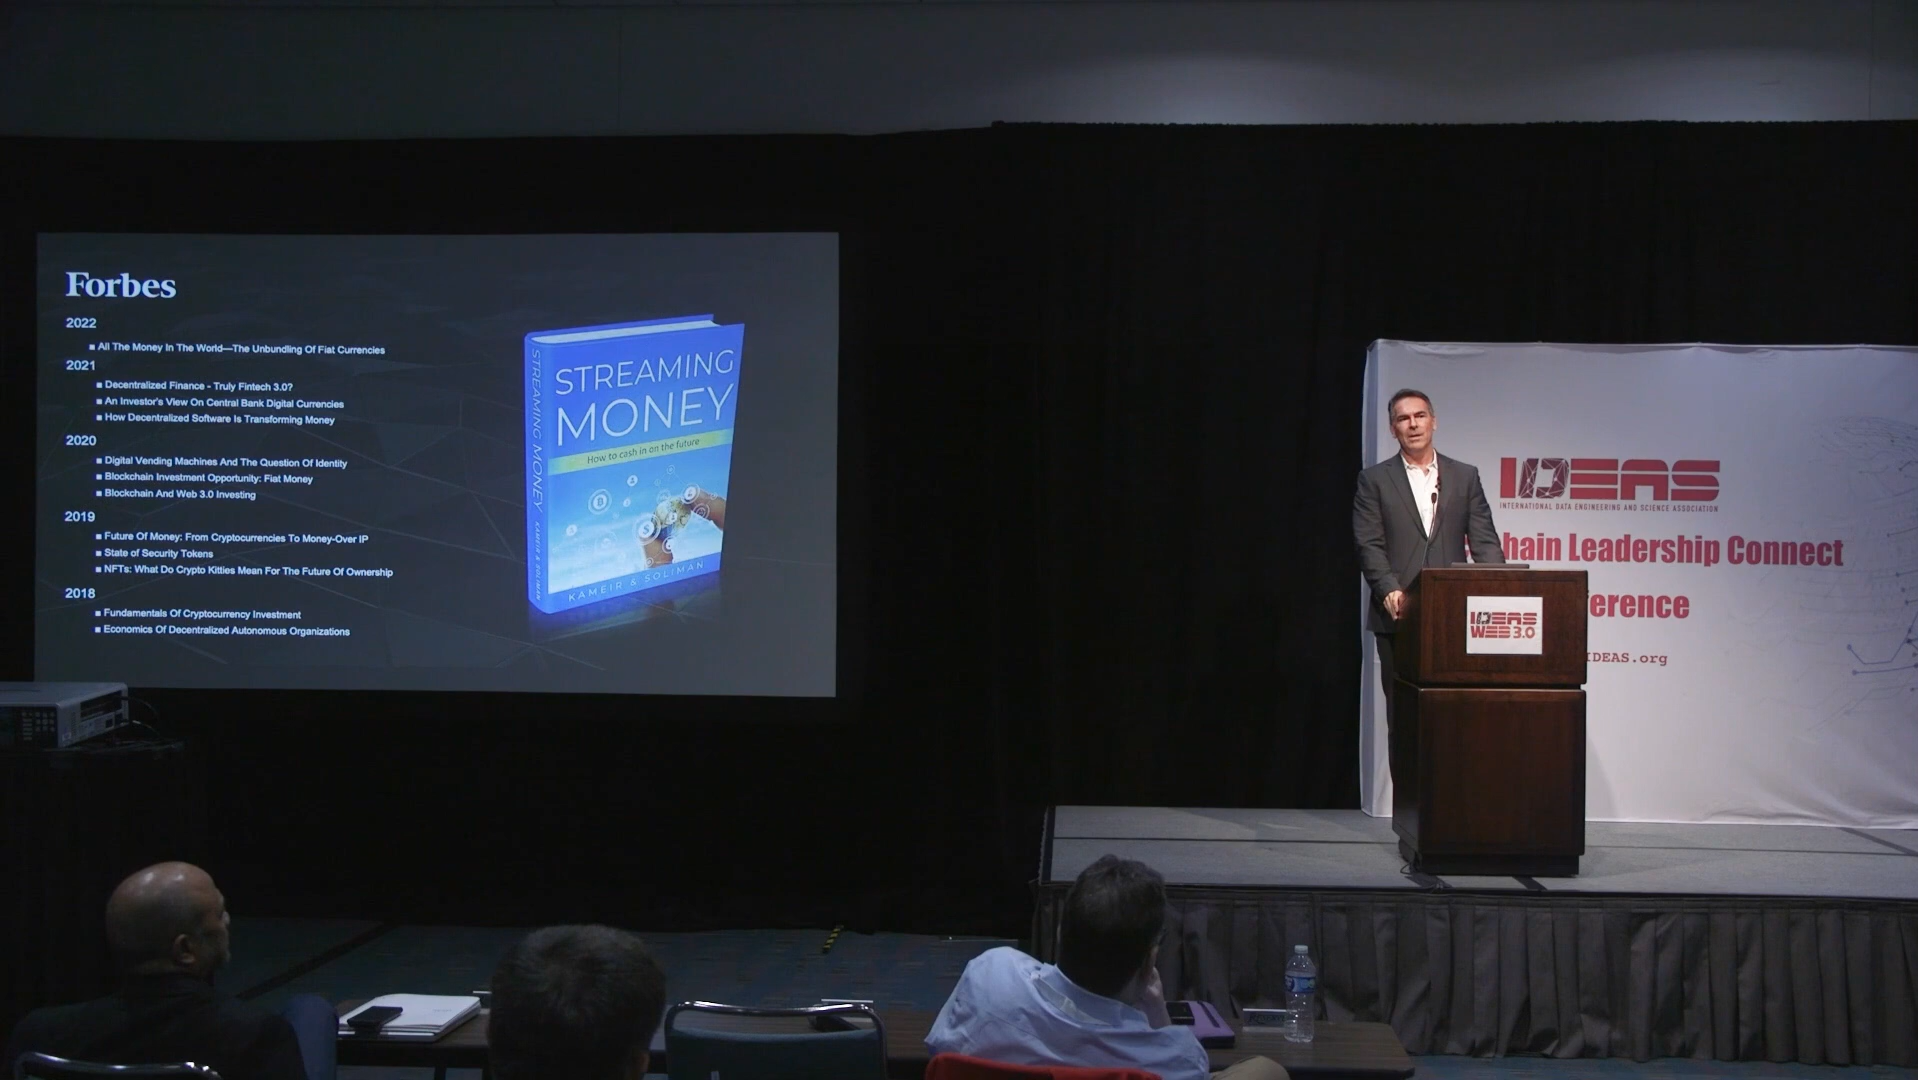 Forbes
2022
■ All The Money In The World—The Unbundling Of Fiat Currencies
2021
■ Decentralized Finance - Truly Fintech 3.0?
■ An Investor's View On Central Bank Digital Currencies
■ How Decentralized Software Is Transforming Money
2020
■ Digital Vending Machines And The Question Of Identity
■ Blockchain Investment Opportunity: Fiat Money
■ Blockchain And Web 3.0 Investing
2019
■ Future Of Money: From Cryptocurrencies To Money-Over IP
■ State of Security Tokens
■ NFTs: What Do Crypto Kitties Mean For The Future Of Ownership
2018
■ Fundamentals Of Cryptocurrency Investment
■ Economics Of Decentralized Autonomous Organizations
STREAMING MONEY KAMEIR & SOLIMAN
STREAMING
MONEY
How to cash in on the future
KAMEIR & SOLIMAN
IDEAS
INTERNATIONAL DATA ENGINEERING AND SCIENCE ASSOCIATION
hain Leadership Connect
erence
IDEAS.org
IDEAS
WEB 3.0